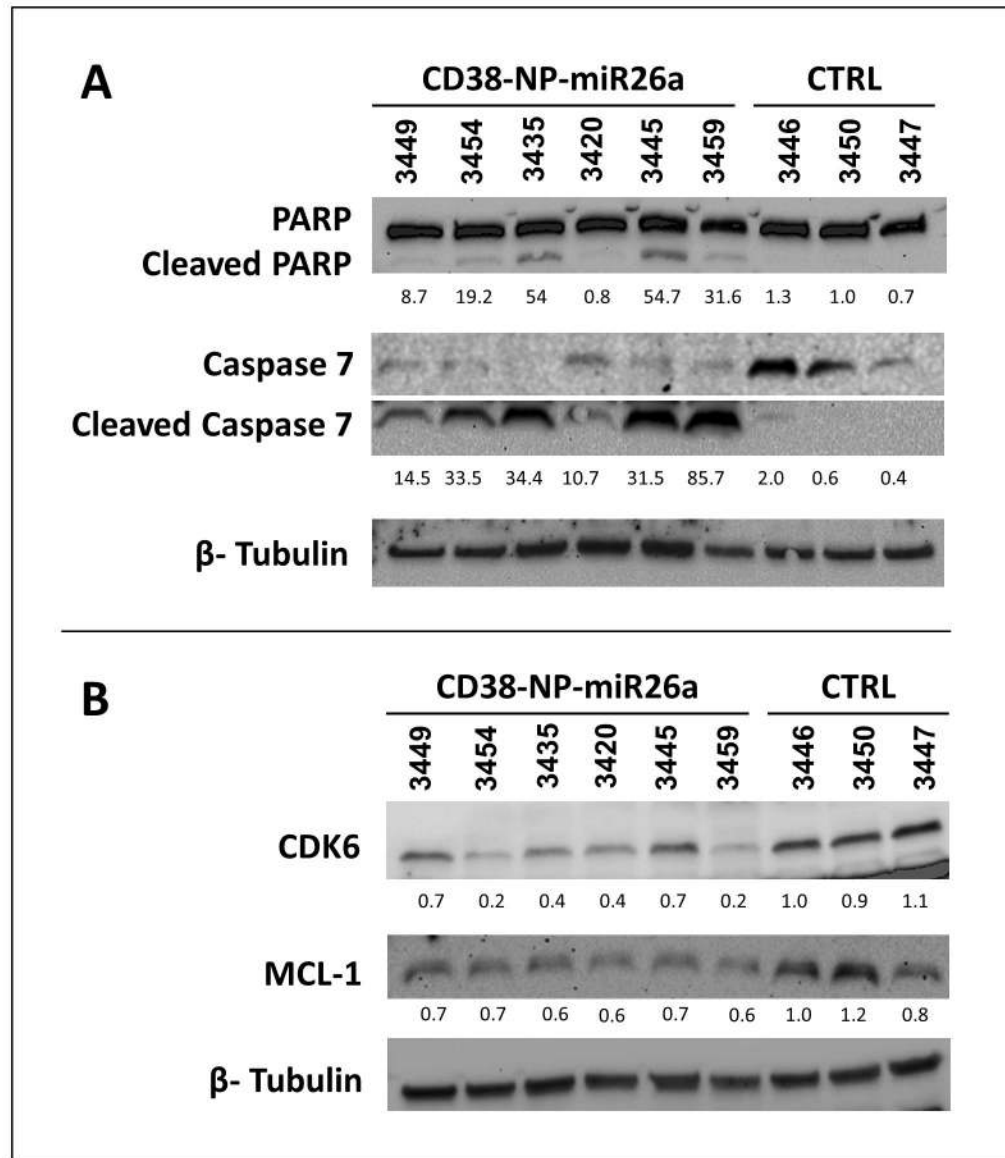 A
CD38-NP-miR26a CTRL
3449 3454 3435 3420 3445 3459 3446 3450 3447
PARP
Cleaved PARP
8.7 19.2 54 0.8 54.7 31.6 1.3 1.0 0.7
Caspase 7
Cleaved Caspase 7
14.5 33.5 34.4 10.7 31.5 85.7 2.0 0.6 0.4
β- Tubulin
B
CD38-NP-miR26a CTRL
3449 3454 3435 3420 3445 3459 3446 3450 3447
CDK6
0.7 0.2 0.4 0.4 0.7 0.2 1.0 0.9 1.1
MCL-1
0.7 0.7 0.6 0.6 0.7 0.6 1.0 1.2 0.8
β- Tubulin